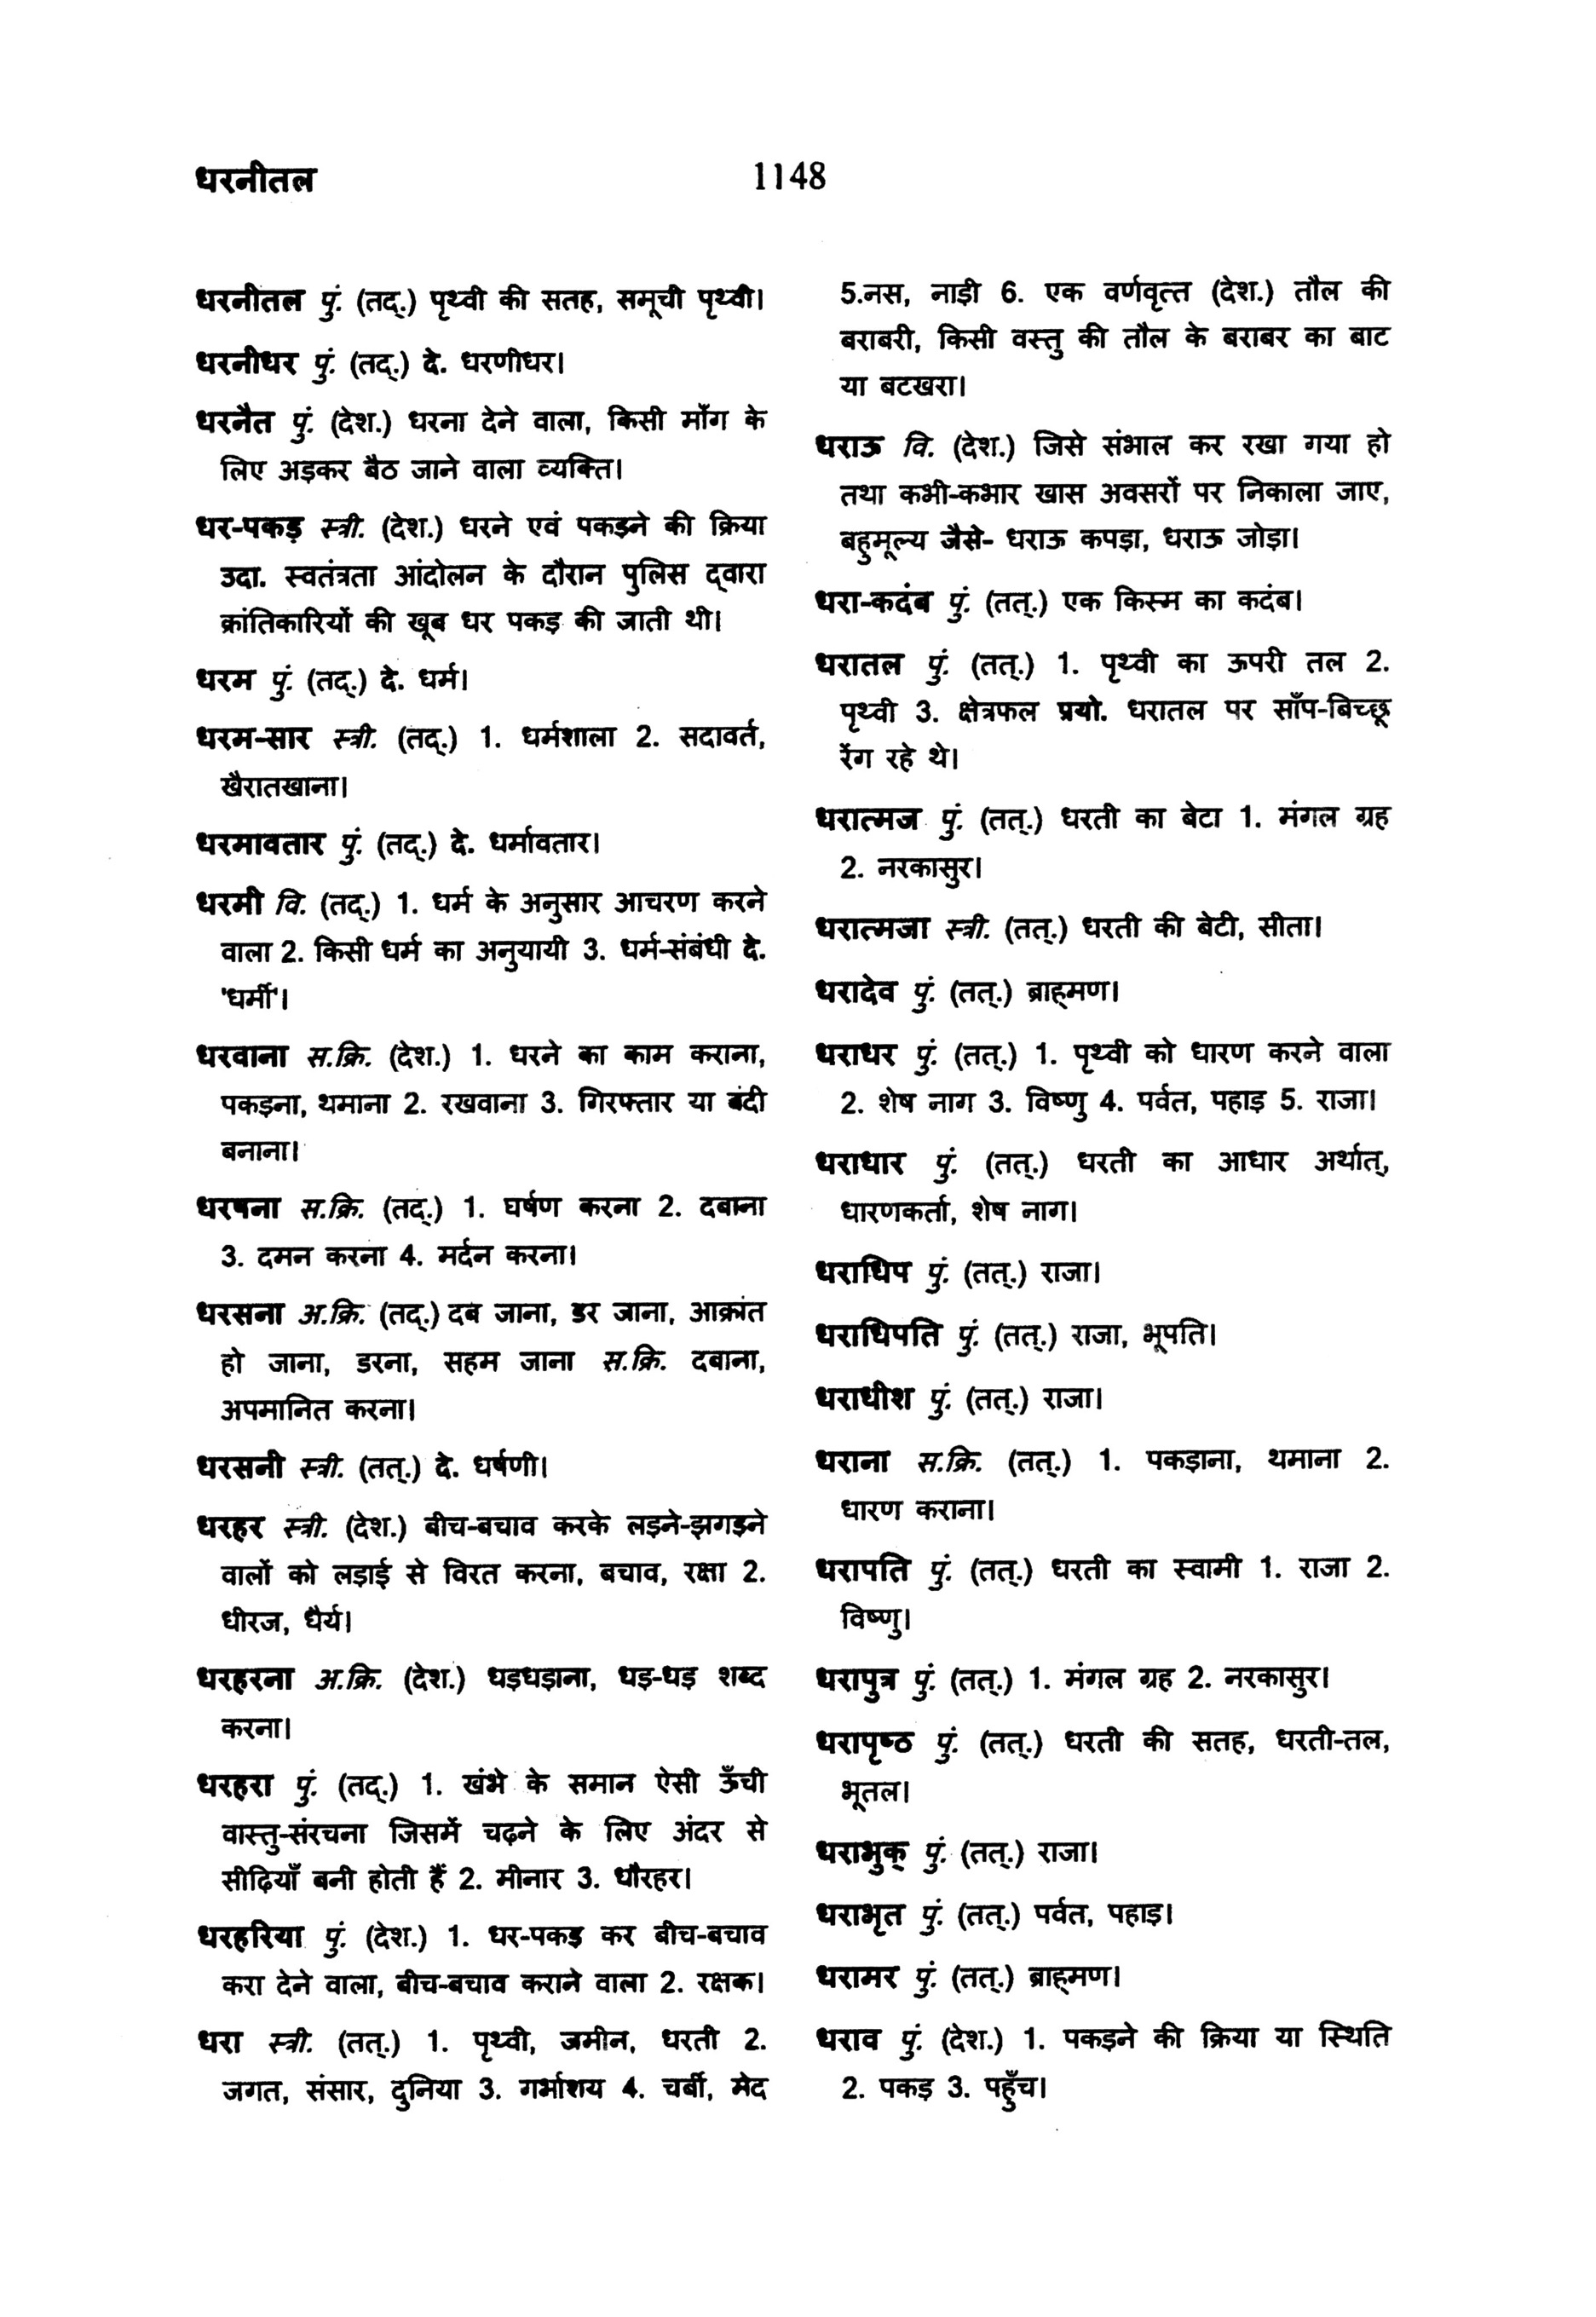 धरनीतल
1148
धरनीतल पुं. (तद्.) पृथ्वी की सतह, समूची पृथ्वी।
धरनीधर पुं. (तद्.) दे. धरणीधर।
धरनैत पुं. (देश.) धरना देने वाला, किसी माँग के
लिए अड़कर बैठ जाने वाला व्यक्ति।
धर-पकड़ स्त्री. (देश.) धरने एवं पकड़ने की क्रिया
उदा. स्वतंत्रता आंदोलन के दौरान पुलिस द्वारा
क्रांतिकारियों की खूब धर पकड़ की जाती थी।
धरम पुं. (तद्.) दे. धर्म।
धरम-सार स्त्री. (तद्.) 1. धर्मशाला 2. सदावर्त,
खैरातखाना।
धरमावतार पुं. (तद्.) दे. धर्मावतार।
धरमी वि. (तद्.) 1. धर्म के अनुसार आचरण करने
वाला 2. किसी धर्म का अनुयायी 3. धर्म-संबंधी दे.
'धर्मी'।
धरवाना स.क्रि. (देश.) 1. धरने का काम कराना,
पकड़ना, थमाना 2. रखवाना 3. गिरफ्तार या बंदी
बनाना।
धरषना स.क्रि. (तद्.) 1. घर्षण करना 2. दबाना
3. दमन करना 4. मर्दन करना।
धरसना अ.क्रि. (तद्.) दब जाना, डर जाना, आक्रांत
हो जाना, डरना, सहम जाना स.क्रि. दबाना,
अपमानित करना।
धरसनी स्त्री. (तत्.) दे. धर्षणी।
धरहर स्त्री. (देश.) बीच-बचाव करके लड़ने-झगड़ने
वालों को लड़ाई से विरत करना, बचाव, रक्षा 2.
धीरज, धैर्य।
धरहरना अ.क्रि. (देश.) धड़धड़ाना, धड़-धड़ शब्द
करना।
धरहरा पुं. (तद्.) 1. खंभे के समान ऐसी ऊँची
वास्तु-संरचना जिसमें चढ़ने के लिए अंदर से
सीढ़ियाँ बनी होती हैं 2. मीनार 3. धौरहर।
धरहरिया पुं. (देश.) 1. धर-पकड़ कर बीच-बचाव
करा देने वाला, बीच-बचाव कराने वाला 2. रक्षक।
धरा स्त्री. (तत्.) 1. पृथ्वी, जमीन, धरती 2.
जगत, संसार, दुनिया 3. गर्भाशय 4. चर्बी, मेद
5.नस, नाड़ी 6. एक वर्णवृत्त (देश.) तौल की
बराबरी, किसी वस्तु की तौल के बराबर का बाट
या बटखरा।
धराऊ वि. (देश.) जिसे संभाल कर रखा गया हो
तथा कभी-कभार खास अवसरों पर निकाला जाए,
बहुमूल्य जैसे- धराऊ कपड़ा, धराऊ जोड़ा।
धरा-कदंब पुं. (तत्.) एक किस्म का कदंब।
धरातल पुं. (तत्.) 1. पृथ्वी का ऊपरी तल 2.
पृथ्वी 3. क्षेत्रफल प्रयो. धरातल पर साँप-बिच्छू
रेंग रहे थे।
धरात्मज पुं. (तत्.) धरती का बेटा 1. मंगल ग्रह
2. नरकासुर।
धरात्मजा स्त्री. (तत्.) धरती की बेटी, सीता।
धरादेव पुं. (तत्.) ब्राह्मण।
धराधर पुं. (तत्.) 1. पृथ्वी को धारण करने वाला
2. शेष नाग 3. विष्णु 4. पर्वत, पहाड़ 5. राजा।
धराधार पुं. (तत्.) धरती का आधार अर्थात्,
धारणकर्ता, शेष नाग।
धराधिप पुं. (तत्.) राजा।
धराधिपति पुं. (तत्.) राजा, भूपति।
धराधीश पुं. (तत्.) राजा।
धराना स.क्रि. (तत्.) 1. पकड़ाना, थमाना 2.
धारण कराना।
धरापति पुं. (तत्.) धरती का स्वामी 1. राजा 2.
विष्णु।
धरापुत्र पुं. (तत्.) 1. मंगल ग्रह 2. नरकासुर।
धरापृष्ठ पुं. (तत्.) धरती की सतह, धरती-तल,
भूतल।
धराभुक् पुं. (तत्.) राजा।
धराभृत पुं. (तत्.) पर्वत, पहाड़।
धरामर पुं. (तत्.) ब्राह्मण।
धराव पुं. (देश.) 1. पकड़ने की क्रिया या स्थिति
2. पकड़ 3. पहुँच।